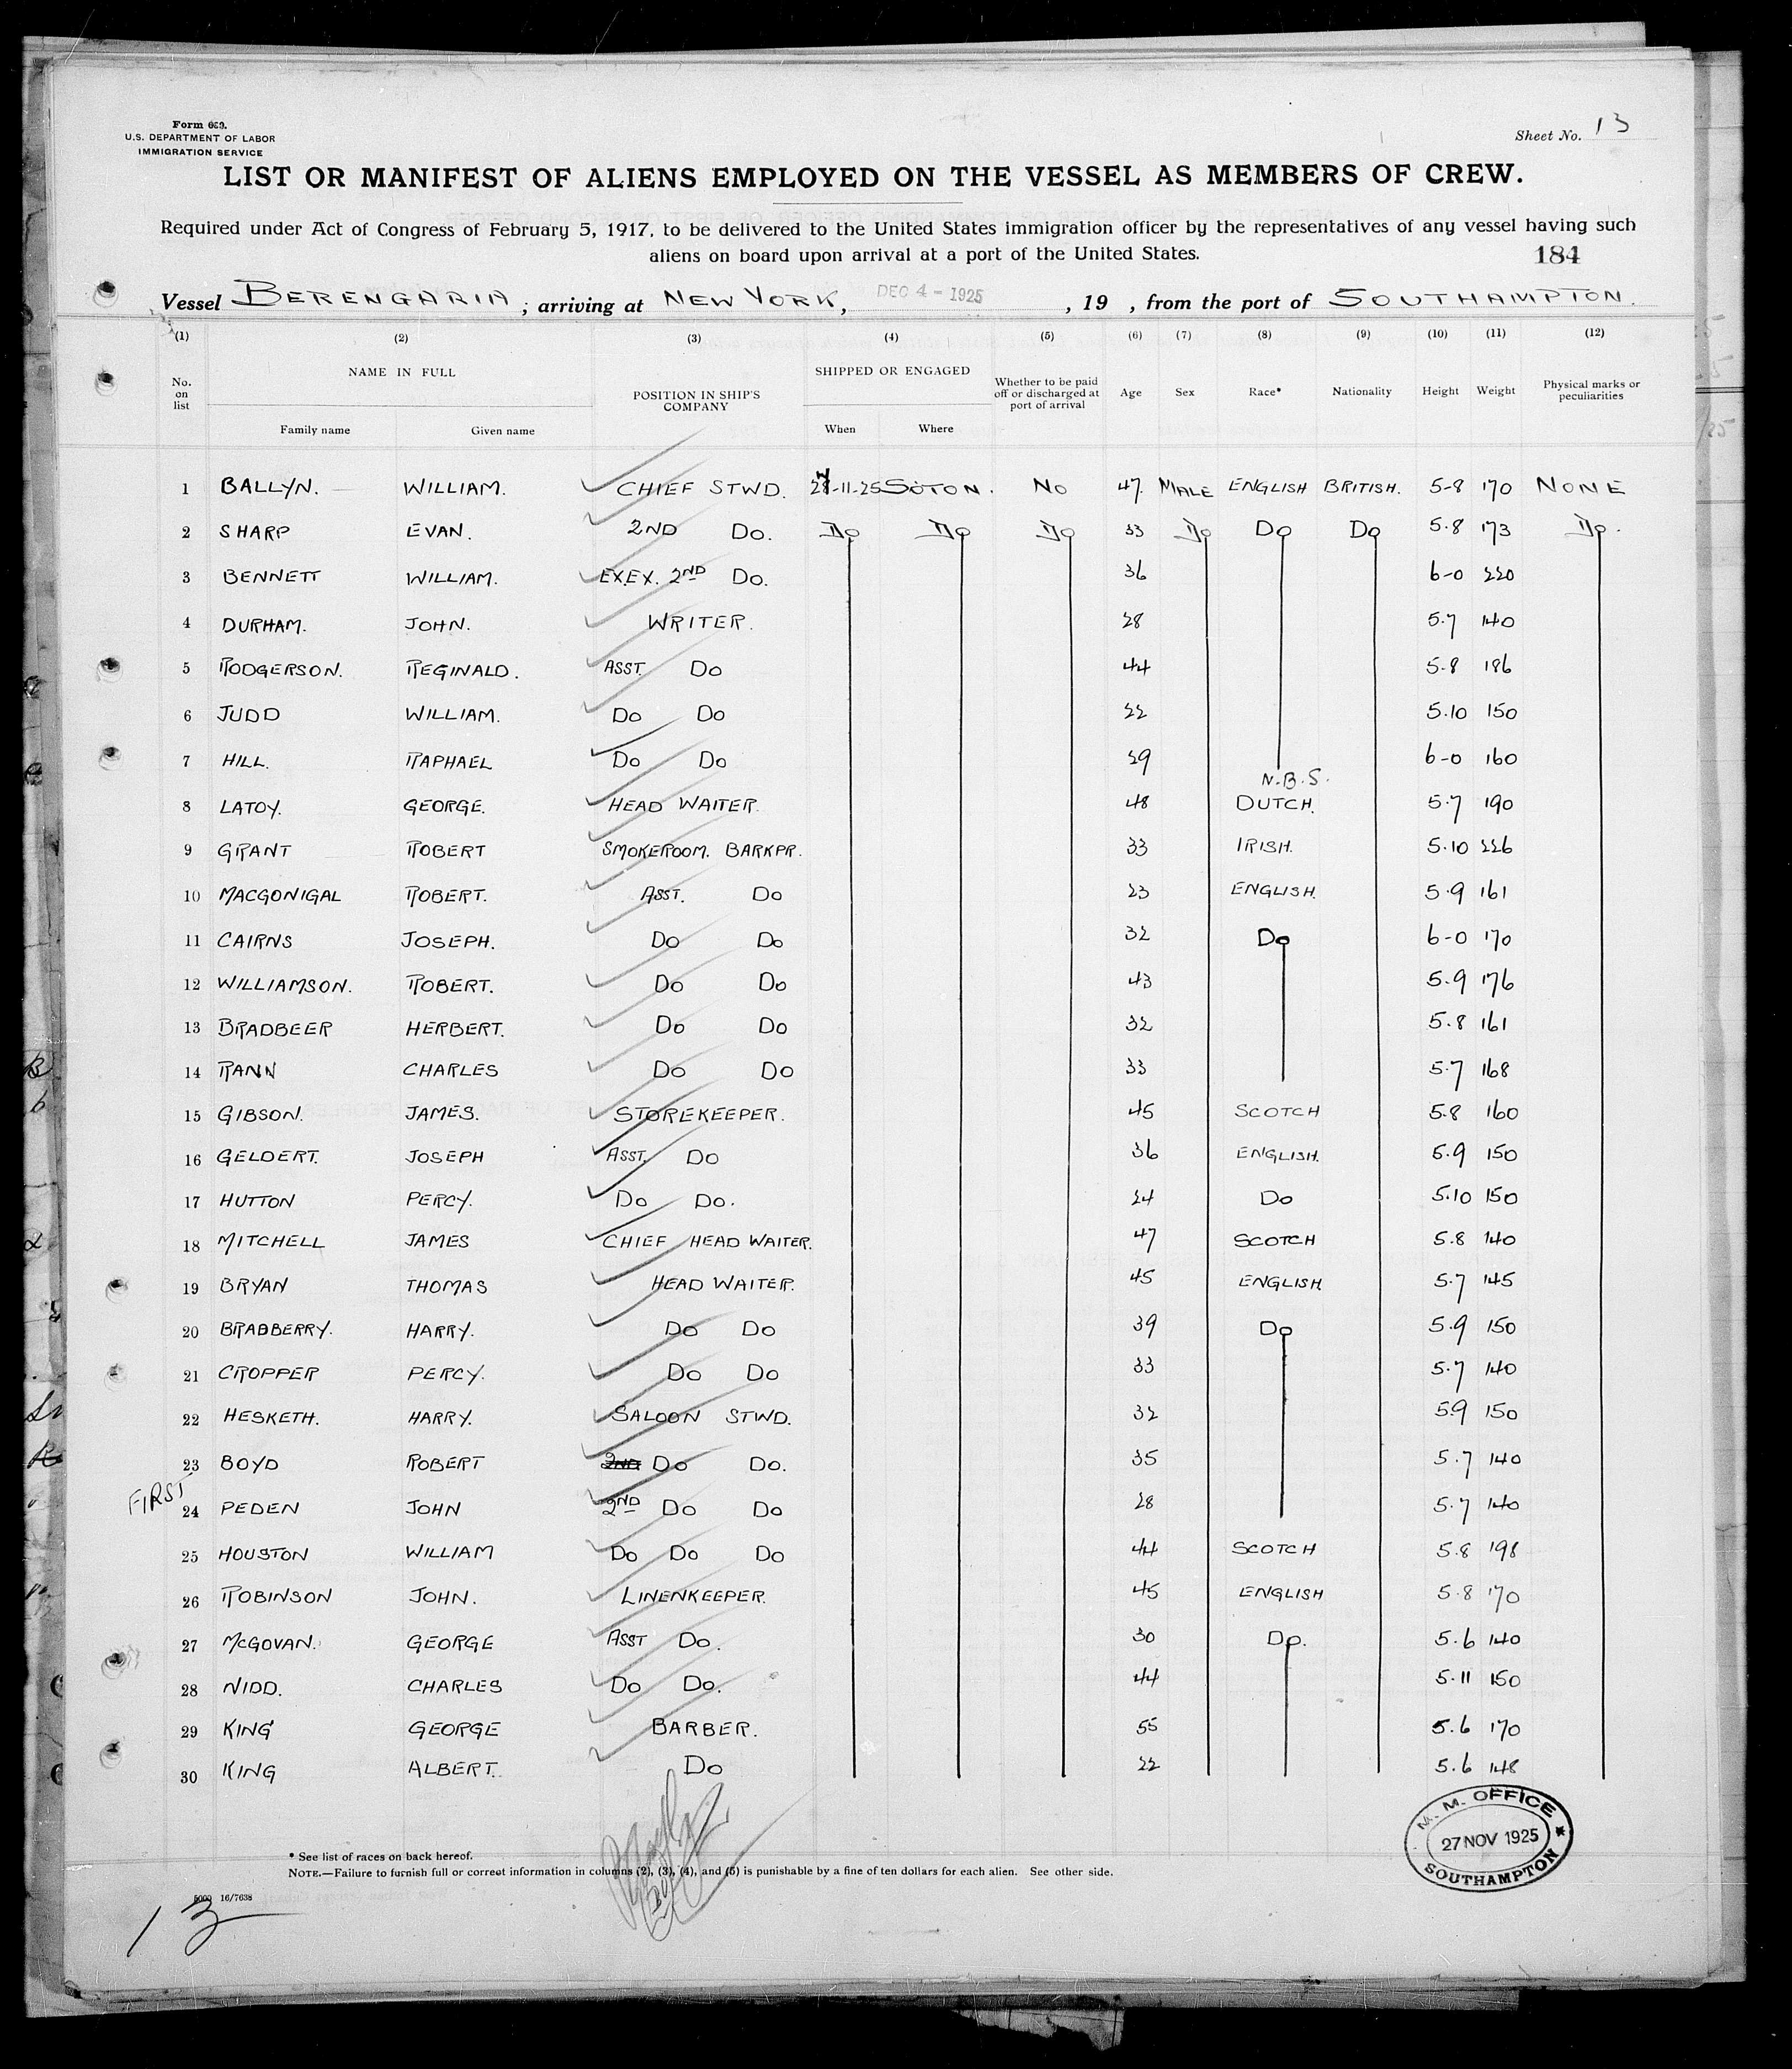 Form 689.
U.S. DEPARTMENT OF LABOR
IMMIGRATION SERVICE
Sheet No. 13
LIST OR MANIFEST OF ALIENS EMPLOYED ON THE VESSEL AS MEMBERS OF CREW.
Required under Act of Congress of February 5, 1917, to be delivered to the United States immigration officer by the representatives of any vessel having such
aliens on board upon arrival at a port of the United States.
184
Vessel BERENGARIA ; arriving at NEW YORK, DEC 4 - 1925 , 19 , from the port of SOUTHAMPTON.
(1) (2) (3) (4) (5) (6) (7) (8) (9) (10) (11) (12)
No. on list NAME IN FULL POSITION IN SHIP'S COMPANY SHIPPED OR ENGAGED Whether to be paid off or discharged at port of arrival Age Sex Race* Nationality Height Weight Physical marks or peculiarities
Family name Given name When Where
1 BALLYN. WILLIAM. CHIEF STWD. -11-25 SOTON. NO 47. MALE ENGLISH BRITISH. 5-8 170 NONE
2 SHARP EVAN. 2ND Do. Do Do Do 33 Do Do Do 5.8 173 Do.
3 BENNETT WILLIAM. EX.EX. 2ND Do. 36 6-0 220
4 DURHAM. JOHN. WRITER. 28 5.7 140
5 RODGERSON. REGINALD. ASST. Do 44 5.8 186
6 JUDD WILLIAM. Do Do 22 5.10 150
7 HILL. RAPHAEL Do Do 29 6-0 160
N.B.S.
8 LATOY. GEORGE. HEAD WAITER. 48 DUTCH. 5.7 190
9 GRANT ROBERT SMOKEROOM. BARKPR. 33 IRISH. 5.10 226
10 MACGONIGAL ROBERT. ASST. Do 23 ENGLISH. 5.9 161
11 CAIRNS JOSEPH. Do Do 32 Do 6-0 170
12 WILLIAMSON. ROBERT. Do Do 43 5.9 176
13 BRADBEER HERBERT. Do Do 32 5.8 161
14 RANN CHARLES Do Do 33 5.7 168
15 GIBSON. JAMES. STOREKEEPER. 45 SCOTCH 5.8 160
16 GELDERT. JOSEPH ASST. Do 36 ENGLISH. 5.9 150
17 HUTTON PERCY. Do Do. 24 Do 5.10 150
18 MITCHELL JAMES CHIEF HEAD WAITER. 47 SCOTCH 5.8 140
19 BRYAN THOMAS HEAD WAITER. 45 ENGLISH 5.7 145
20 BRADBERRY. HARRY. Do Do 39 Do 5.9 150
21 CROPPER PERCY. Do Do 33 5.7 140
22 HESKETH. HARRY. SALOON STWD. 32 5.9 150
23 BOYD ROBERT 2ND Do Do. 35 5.7 140
FIRST
24 PEDEN JOHN 2ND Do Do 28 5.7 140
25 HOUSTON WILLIAM Do Do Do 44 SCOTCH 5.8 198
26 ROBINSON JOHN. LINENKEEPER. 45 ENGLISH 5.8 170
27 McGOVAN. GEORGE ASST Do. 30 Do. 5.6 140
28 NIDD. CHARLES Do Do. 44 5.11 150
29 KING GEORGE BARBER. 55 5.6 170
30 KING ALBERT. Do 22 5.6 148
M. M. OFFICE
27 NOV 1925
SOUTHAMPTON
* See list of races on back hereof.
NOTE.—Failure to furnish full or correct information in columns (2), (3), (4), and (5) is punishable by a fine of ten dollars for each alien. See other side.
5000 16/7638
13